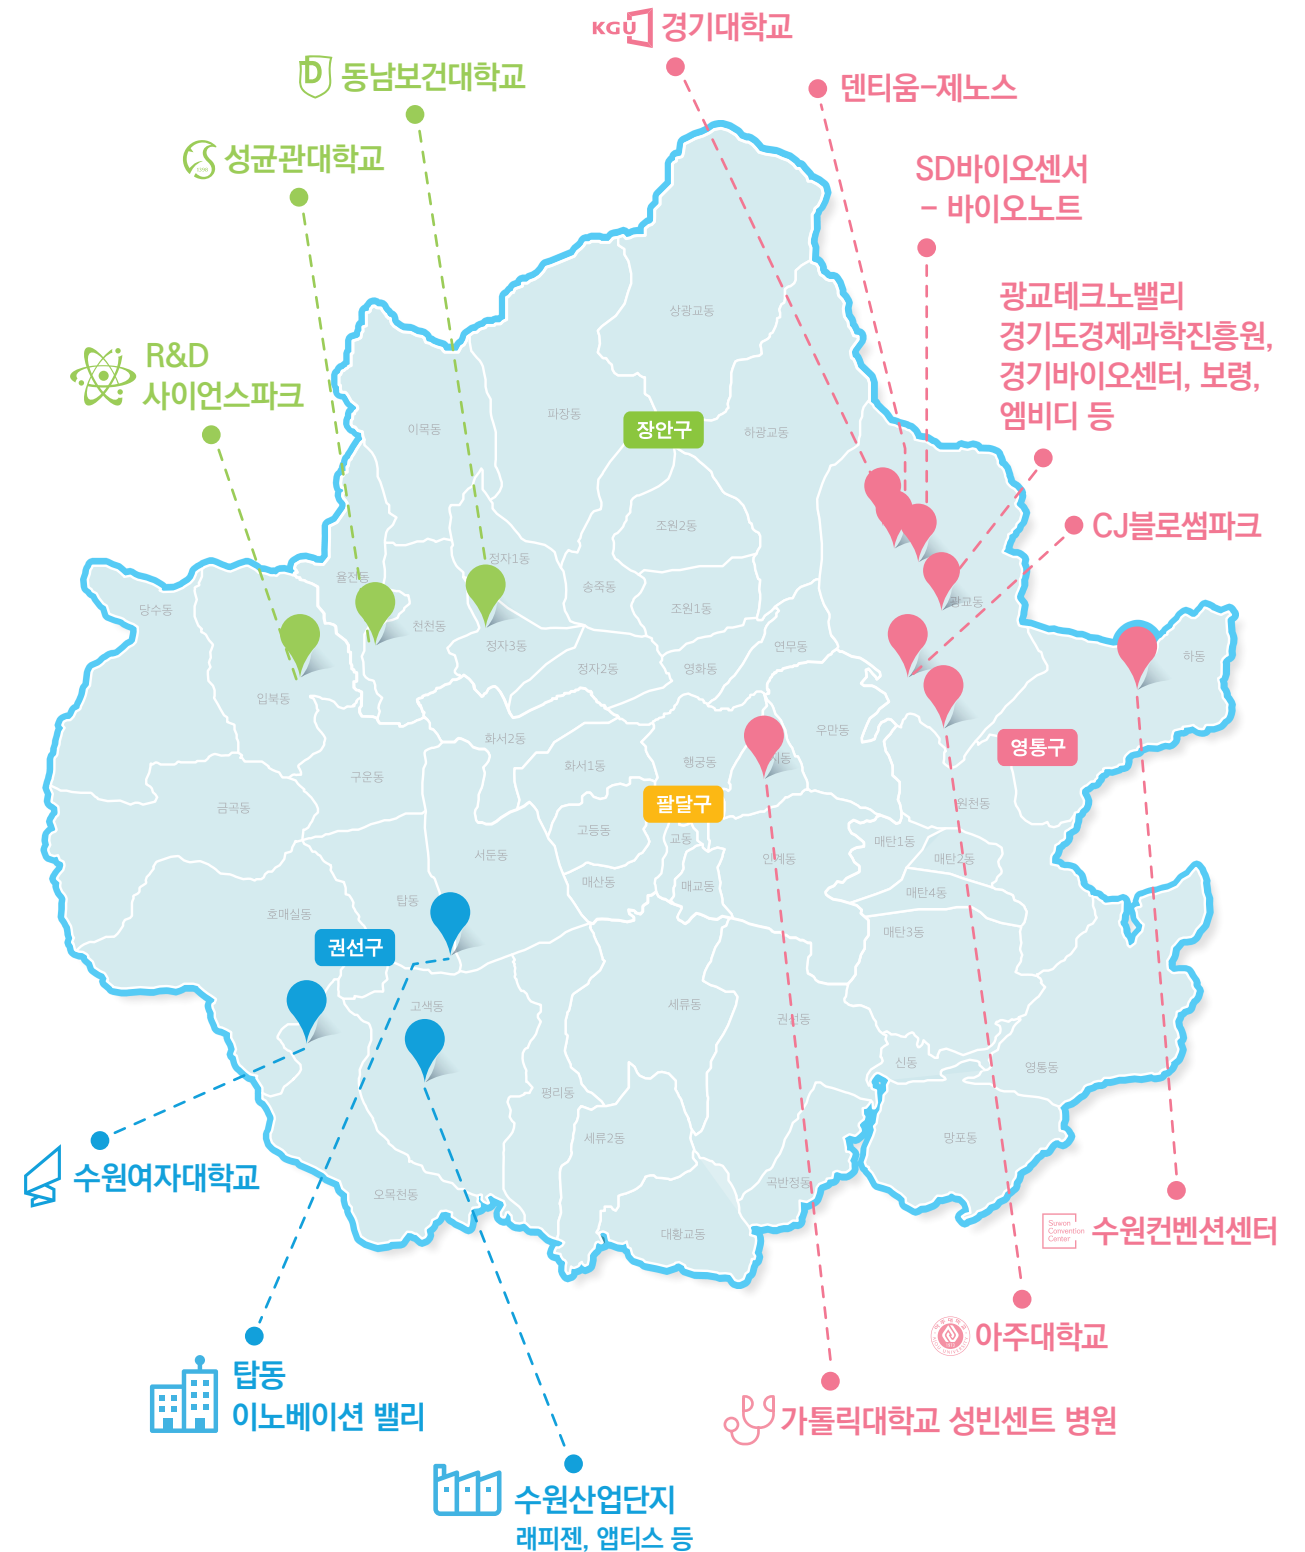 KGU 경기대학교
동남보건대학교
덴티움-제노스
성균관대학교
SD바이오센서
- 바이오노트
광교테크노밸리
경기도경제과학진흥원,
경기바이오센터, 보령,
엠비디 등
R&D
사이언스파크
CJ블로썸파크
상광교동
파장동
이목동
장안구
하광교동
조원2동
정자1동
율전동
송죽동
조원1동
광교동
당수동
천천동
정자3동
연무동
하동
정자2동
영화동
입북동
우만동
화서2동
영통구
화서1동
행궁동
지동
구운동
팔달구
원천동
금곡동
고등동
교동
매탄1동
서둔동
인계동
매탄2동
매산동
매교동
매탄4동
탑동
호매실동
매탄3동
권선구
고색동
세류동
권선동
신동
영통동
평리동
세류2동
망포동
곡반정동
오목천동
대황교동
수원여자대학교
Suwon
Convention
Center
수원컨벤션센터
아주대학교
탑동
이노베이션 밸리
가톨릭대학교 성빈센트 병원
수원산업단지
래피젠, 앱티스 등